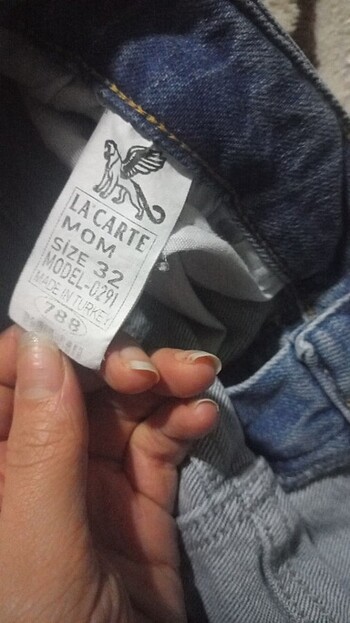 LA'CARTE
MOM
SIZE 32
MODEL-0291
MADE IN TURKEY
788